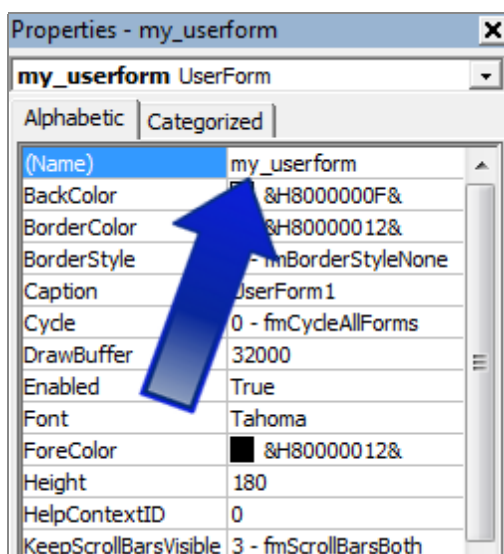 Properties - my_userform
my_userform UserForm
Alphabetic Categorized
(Name) my_userform
BackColor &H8000000F&
BorderColor &H80000012&
BorderStyle - fmBorderStyleNone
Caption UserForm1
Cycle 0 - fmCycleAllForms
DrawBuffer 32000
Enabled True
Font Tahoma
ForeColor &H80000012&
Height 180
HelpContextID 0
KeepScrollBarsVisible 3 - fmScrollBarsBoth